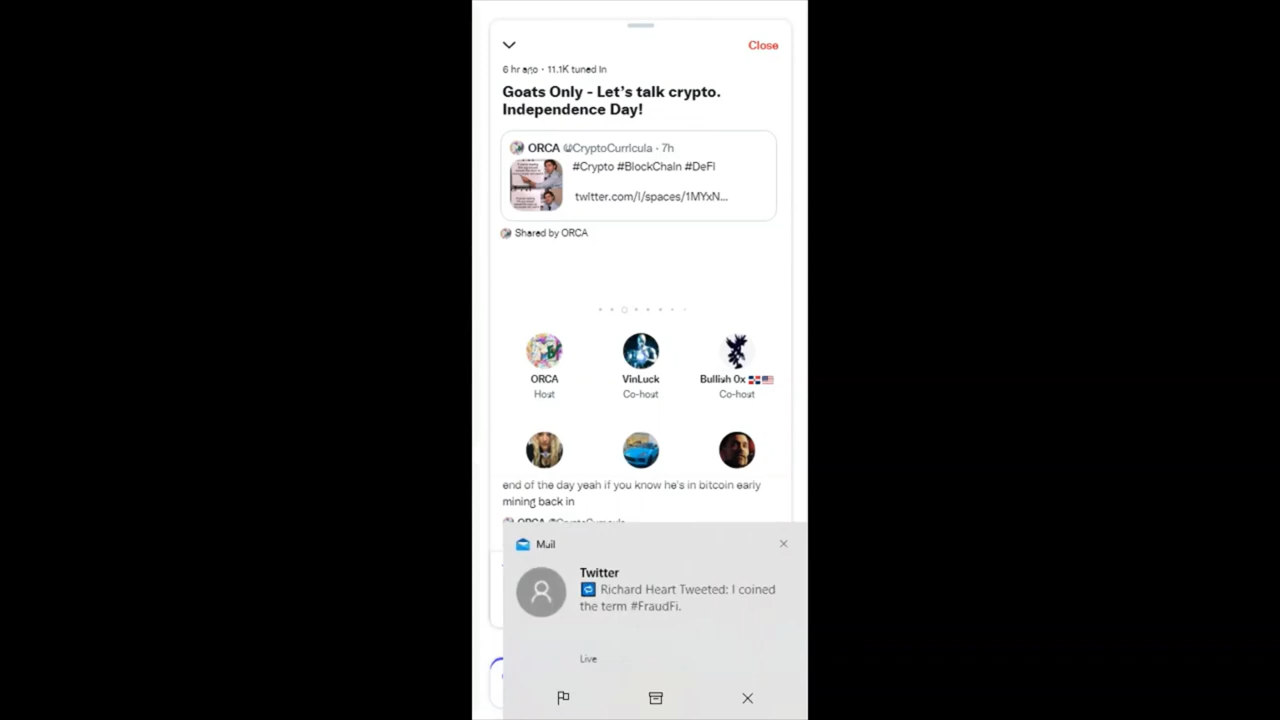 Close
6 hr ago · 11.1K tuned in
Goats Only - Let's talk crypto.
Independence Day!
ORCA @CryptoCurricula · 7h
#Crypto #BlockChain #DeFi
twitter.com/i/spaces/1MYxN...
Shared by ORCA
ORCA
Host
VinLuck
Co-host
Bullish 0x 🇩🇴🇺🇸
Co-host
end of the day yeah if you know he's in bitcoin early
mining back in
ORCA @CryptoCurricula
Mail
Twitter
Richard Heart Tweeted: I coined
the term #FraudFi.
Live